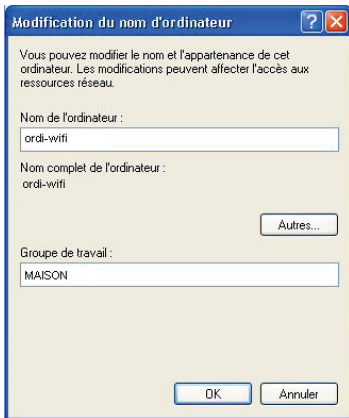 Modification du nom d'ordinateur
Vous pouvez modifier le nom et l'appartenance de cet
ordinateur. Les modifications peuvent affecter l'accès aux
ressources réseau.
Nom de l'ordinateur :
ordi-wifi
Nom complet de l'ordinateur :
ordi-wifi
Autres...
Groupe de travail :
MAISON
OK Annuler